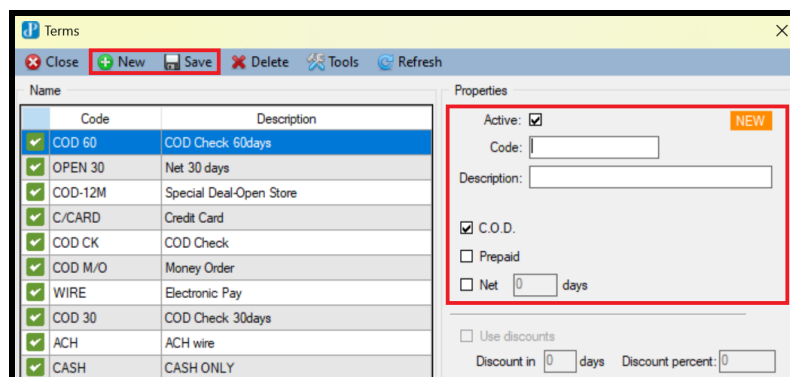 Terms
Close New Save Delete Tools Refresh
Name
Code Description
COD 60 COD Check 60days
OPEN 30 Net 30 days
COD-12M Special Deal-Open Store
C/CARD Credit Card
COD CK COD Check
COD M/O Money Order
WIRE Electronic Pay
COD 30 COD Check 30days
ACH ACH wire
CASH CASH ONLY
Properties
Active: NEW
Code:
Description:
C.O.D.
Prepaid
Net 0 days
Use discounts
Discount in 0 days Discount percent: 0